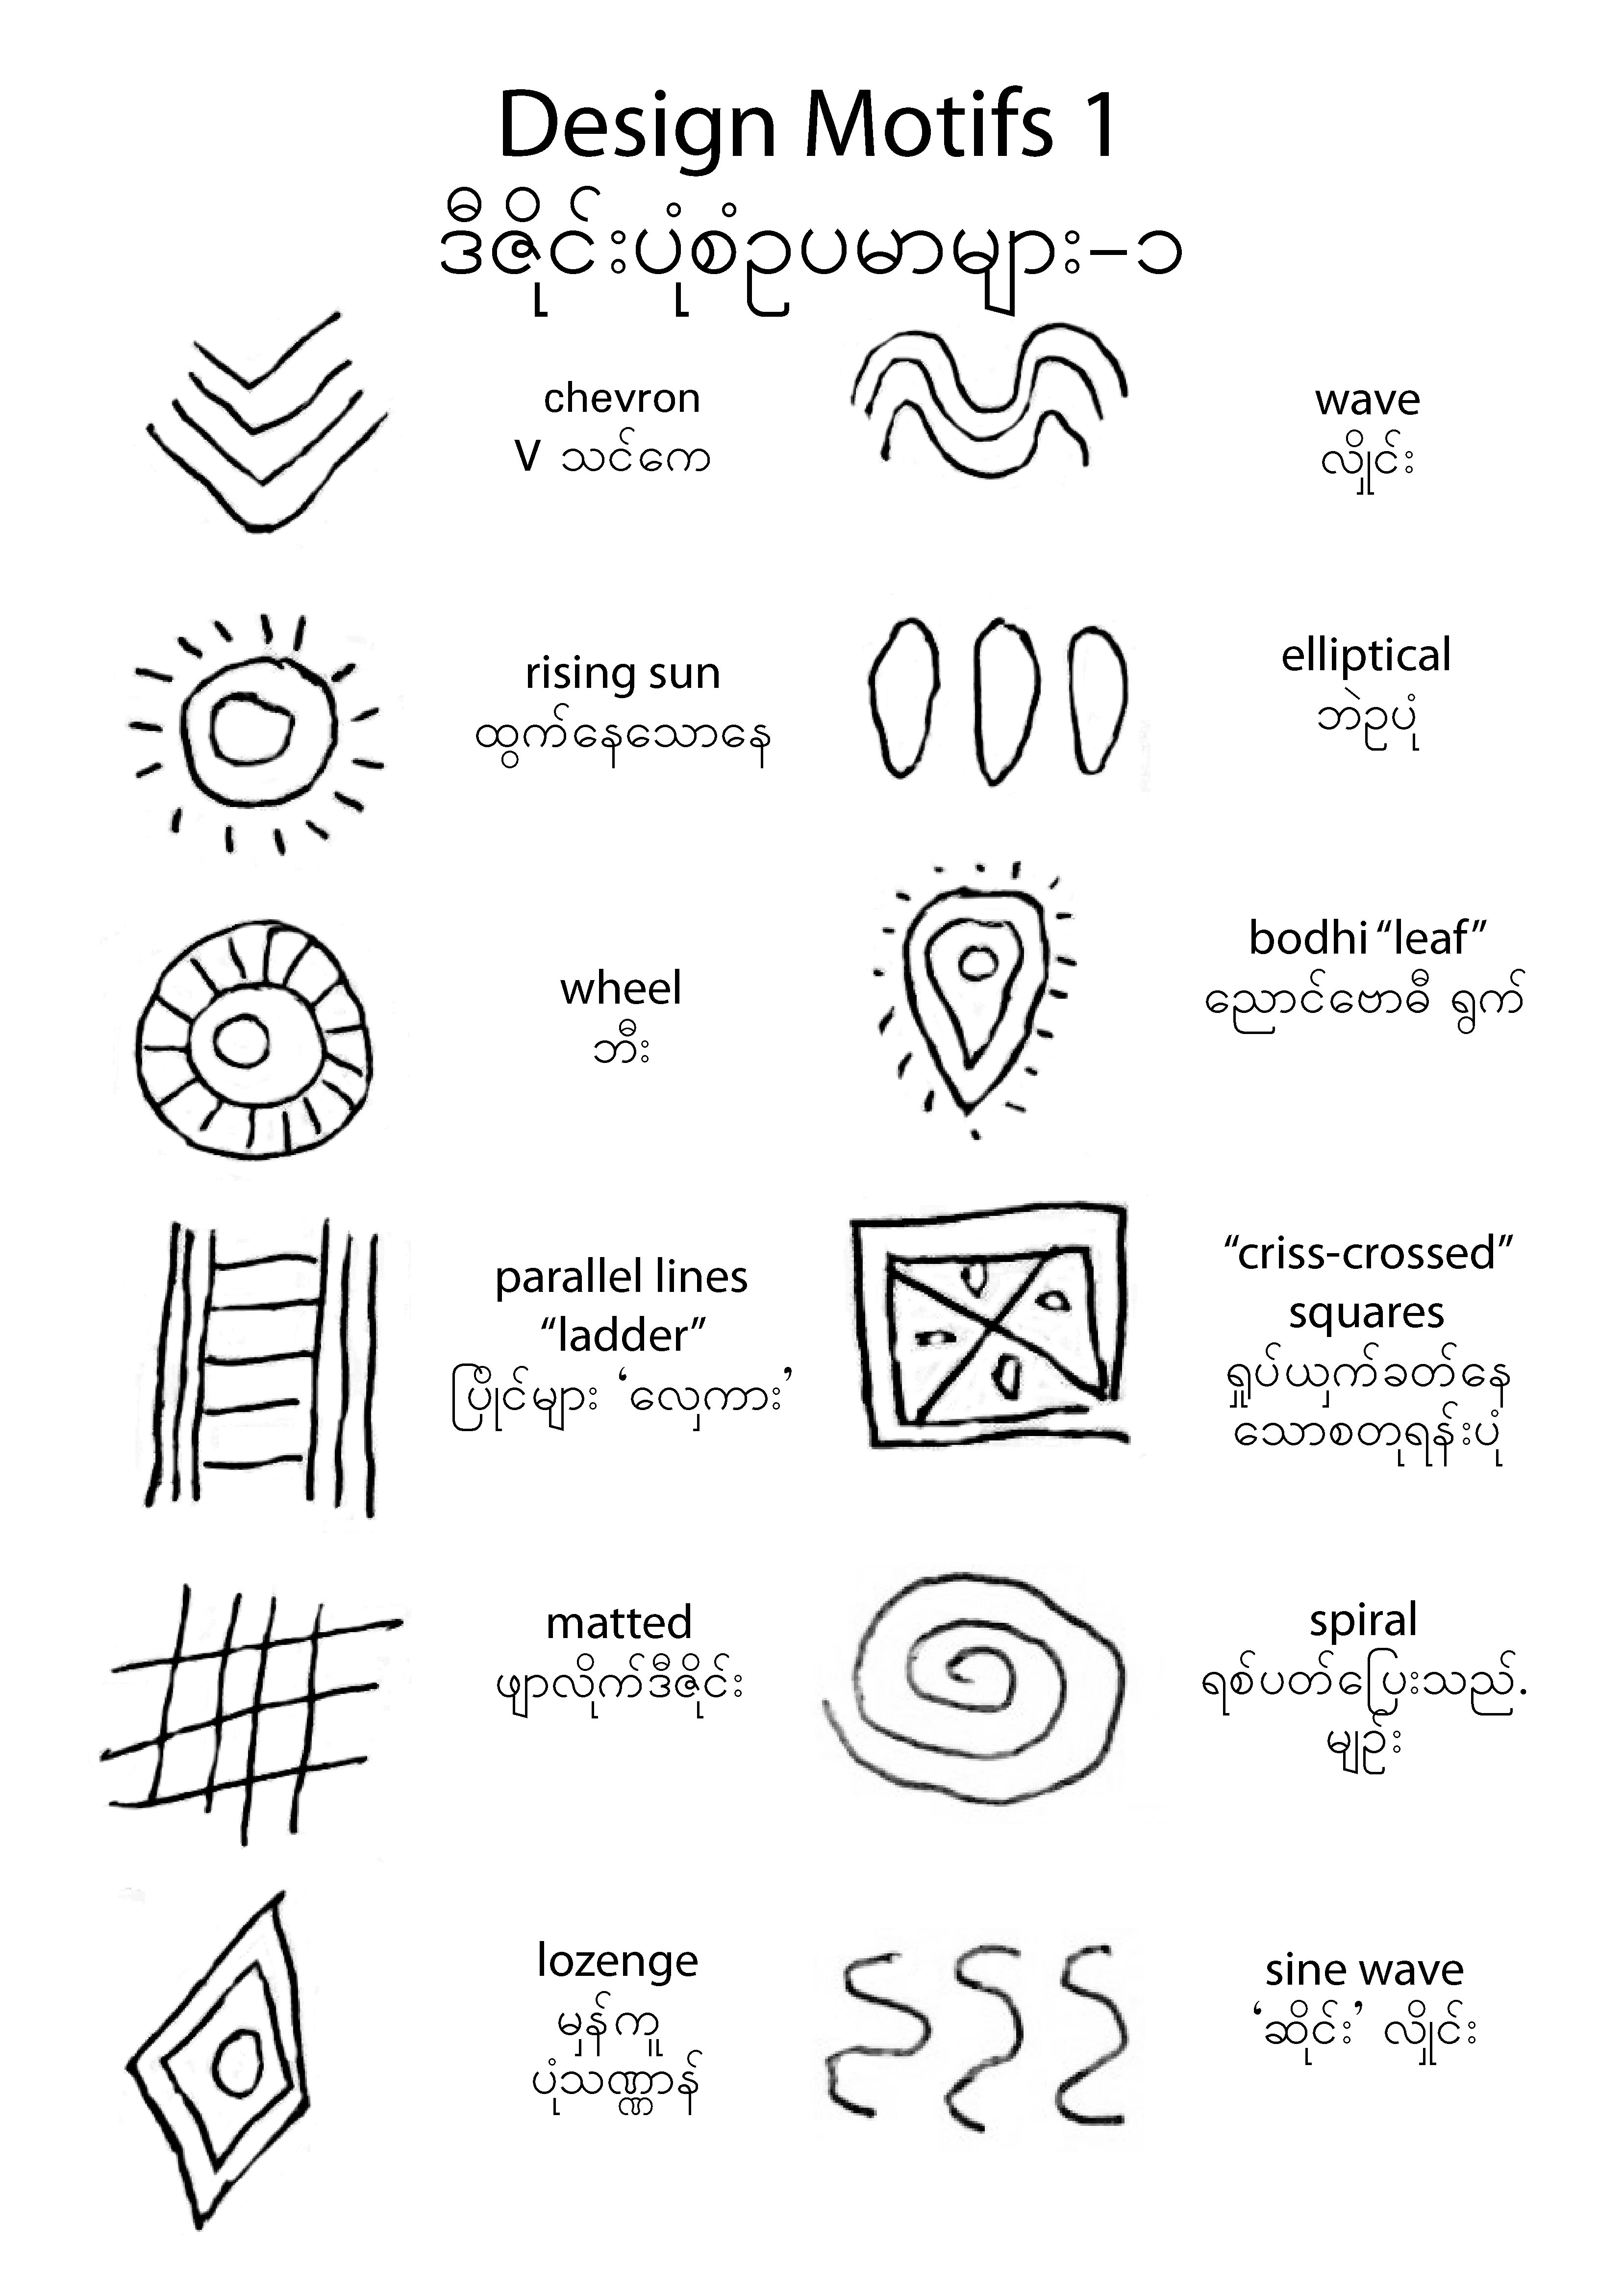 Design Motifs 1
ဒီဇိုင်းပုံစံဥပမာများ-၁
chevron
V သင်ကေ
wave
လှိုင်း
rising sun
ထွက်နေသောနေ
elliptical
ဘဲဥပုံ
wheel
ဘီး
bodhi “leaf”
ညောင်ဗောဓီ ရွက်
parallel lines
“ladder”
ပြိုင်များ ‘လှေကား’
“criss-crossed”
squares
ရှုပ်ယှက်ခတ်နေ
သောစတုရန်းပုံ
matted
ဖျာလိုက်ဒီဇိုင်း
spiral
ရစ်ပတ်ပြေးသည်.
မျဉ်း
lozenge
မှန်ကူ
ပုံသဏ္ဏာန်
sine wave
‘ဆိုင်း’ လှိုင်း